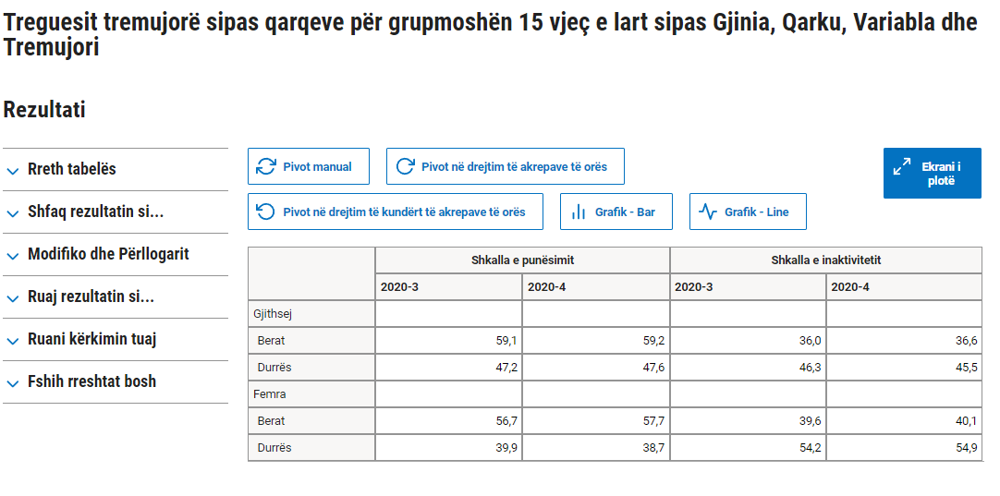 Treguesit tremujorë sipas qarqeve për grupmoshën 15 vjeç e lart sipas Gjinia, Qarku, Variabla dhe
Tremujori
Rezultati
Rreth tabelës
Shfaq rezultatin si...
Modifiko dhe Përllogarit
Ruaj rezultatin si...
Ruani kërkimin tuaj
Fshih rreshtat bosh
Pivot manual
Pivot në drejtim të akrepave të orës
Ekrani i
plotë
Pivot në drejtim të kundërt të akrepave të orës
Grafik - Bar
Grafik - Line
Shkalla e punësimit Shkalla e inaktivitetit
2020-3 2020-4 2020-3 2020-4
Gjithsej
Berat 59,1 59,2 36,0 36,6
Durrës 47,2 47,6 46,3 45,5
Femra
Berat 56,7 57,7 39,6 40,1
Durrës 39,9 38,7 54,2 54,9